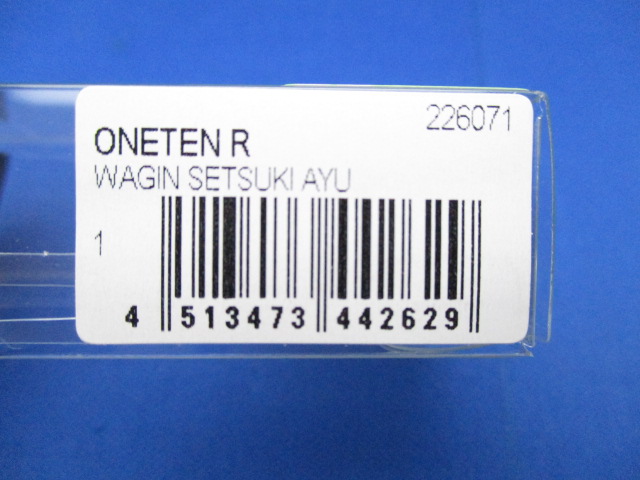 226071
ONETEN R
WAGIN SETSUKI AYU
1
4 513473 442629